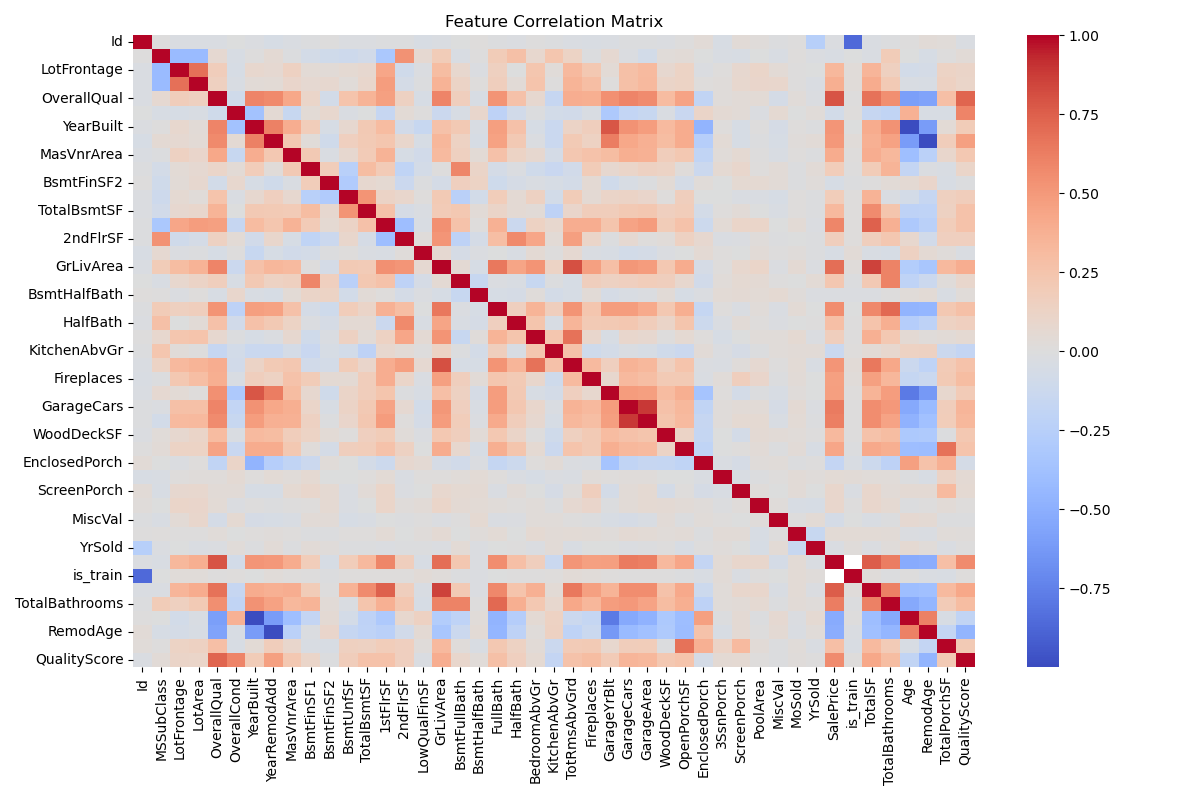 Feature Correlation Matrix
Id
LotFrontage
OverallQual
YearBuilt
MasVnrArea
BsmtFinSF2
TotalBsmtSF
2ndFlrSF
GrLivArea
BsmtHalfBath
HalfBath
KitchenAbvGr
Fireplaces
GarageCars
WoodDeckSF
EnclosedPorch
ScreenPorch
MiscVal
YrSold
is_train
TotalBathrooms
RemodAge
QualityScore
Id
MSSubClass
LotFrontage
LotArea
OverallQual
OverallCond
YearBuilt
YearRemodAdd
MasVnrArea
BsmtFinSF1
BsmtFinSF2
BsmtUnfSF
TotalBsmtSF
1stFlrSF
2ndFlrSF
LowQualFinSF
GrLivArea
BsmtFullBath
BsmtHalfBath
FullBath
HalfBath
BedroomAbvGr
KitchenAbvGr
TotRmsAbvGrd
Fireplaces
GarageYrBlt
GarageCars
GarageArea
WoodDeckSF
OpenPorchSF
EnclosedPorch
3SsnPorch
ScreenPorch
PoolArea
MiscVal
MoSold
YrSold
SalePrice
is_train
TotalSF
TotalBathrooms
Age
RemodAge
TotalPorchSF
QualityScore
1.00
0.75
0.50
0.25
0.00
−0.25
−0.50
−0.75